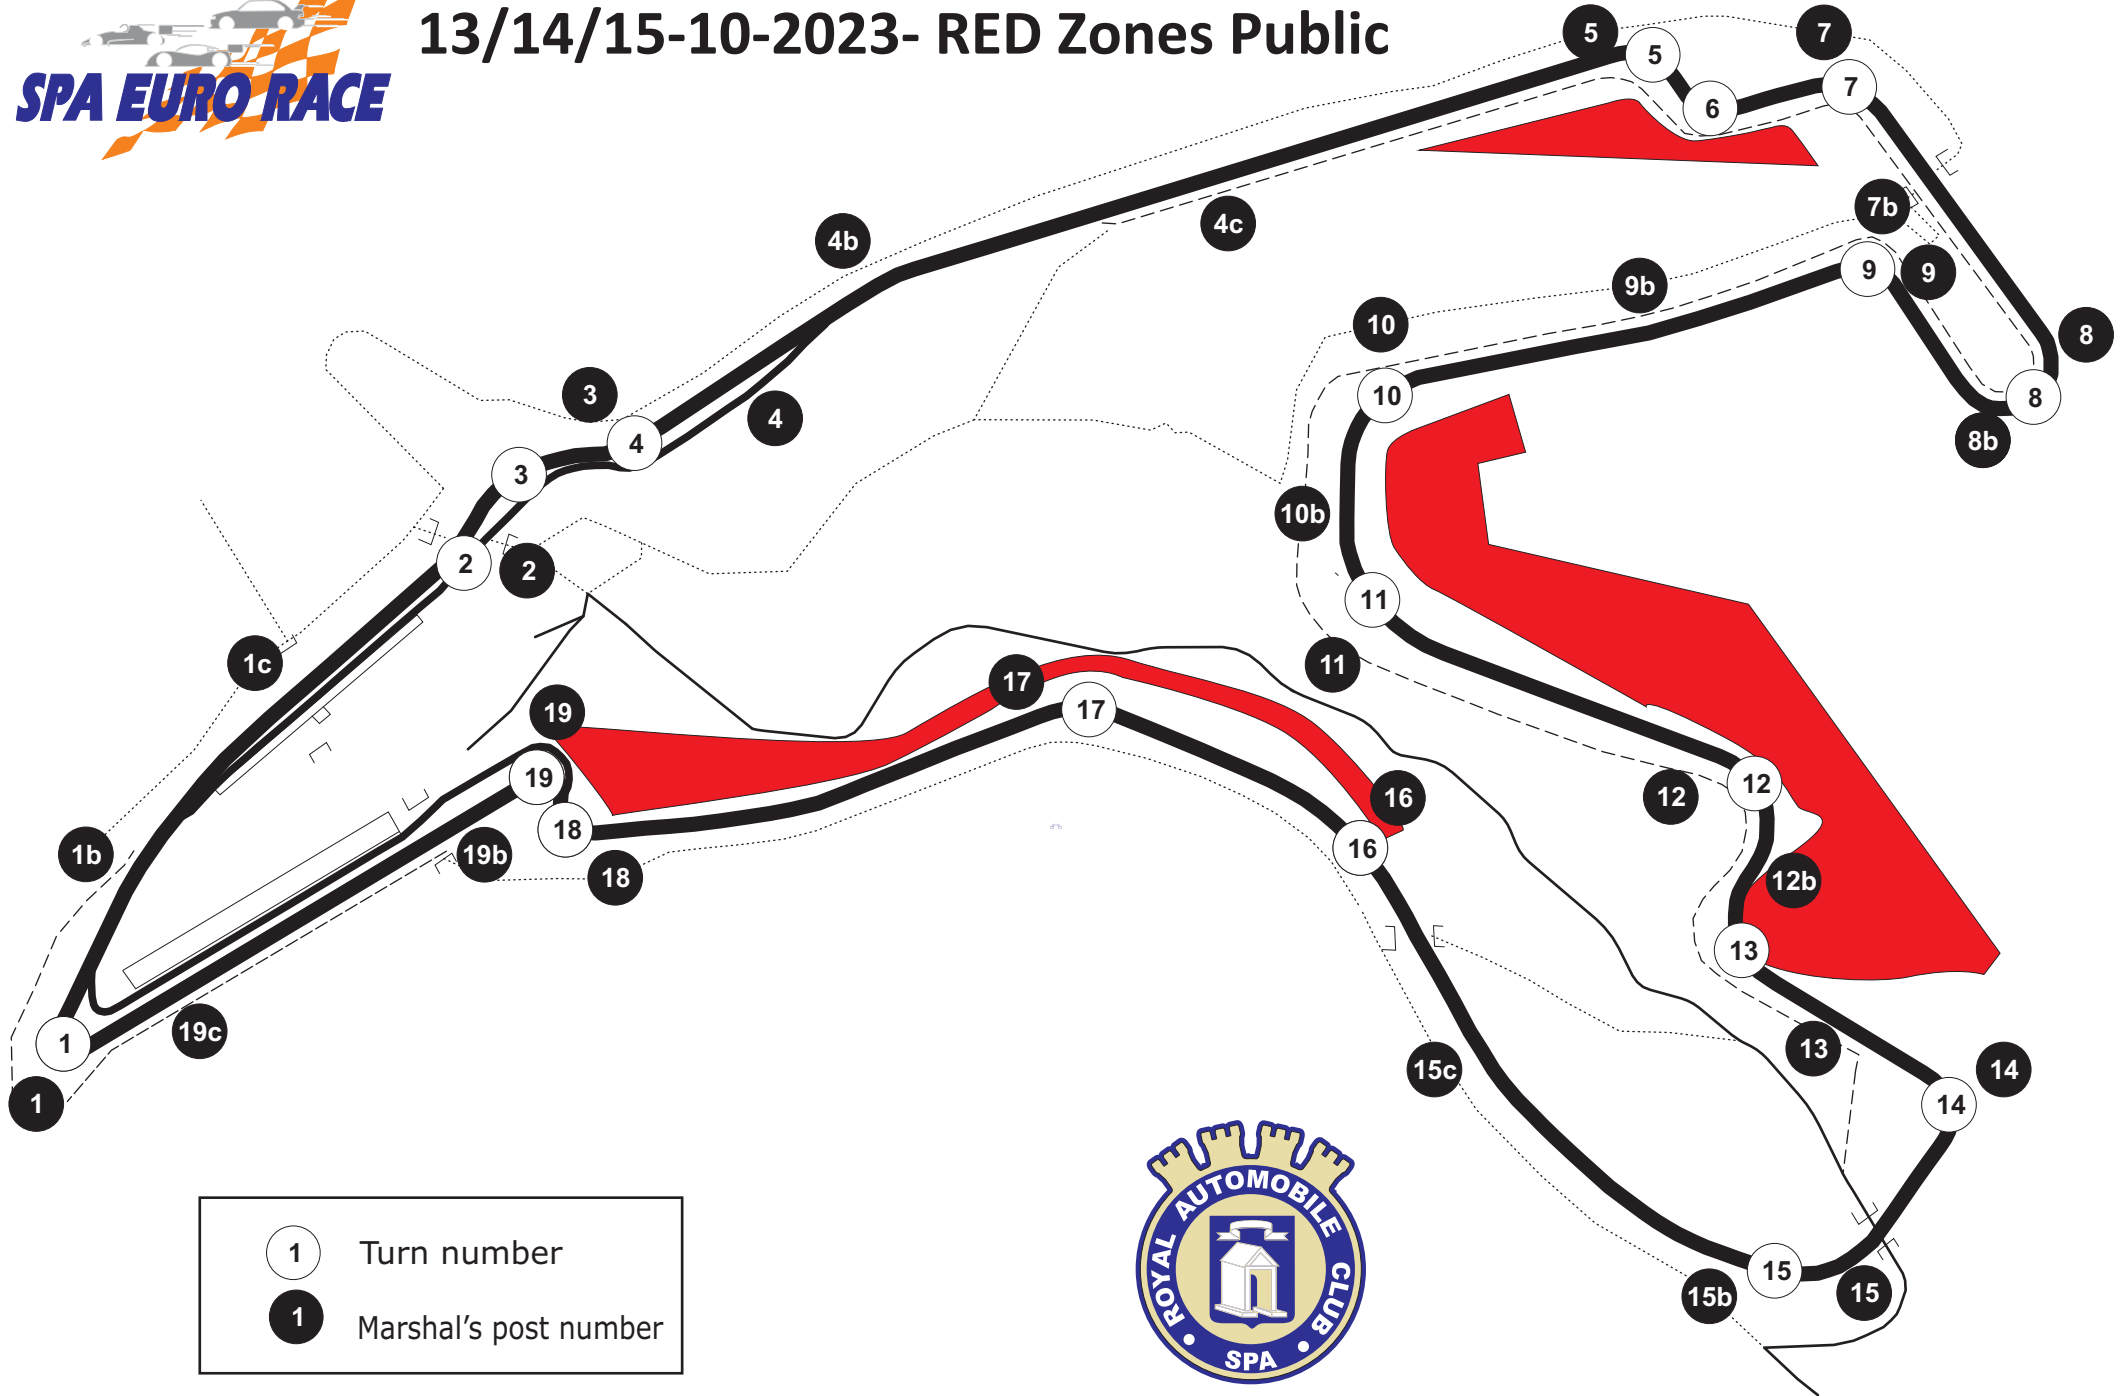 13/14/15-10-2023- RED Zones Public
SPA EURO RACE
5
7
5
7
6
7b
4c
4b
9
9
9b
10
8
3
10
8
4
4
8b
3
10b
2
2
11
1c
11
17
19
17
19
12
16
12
18
16
1b
19b
18
12b
13
19c
1
13
15c
14
1
14
15
15
15b
1 Turn number
1 Marshal's post number
ROYAL AUTOMOBILE CLUB
SPA